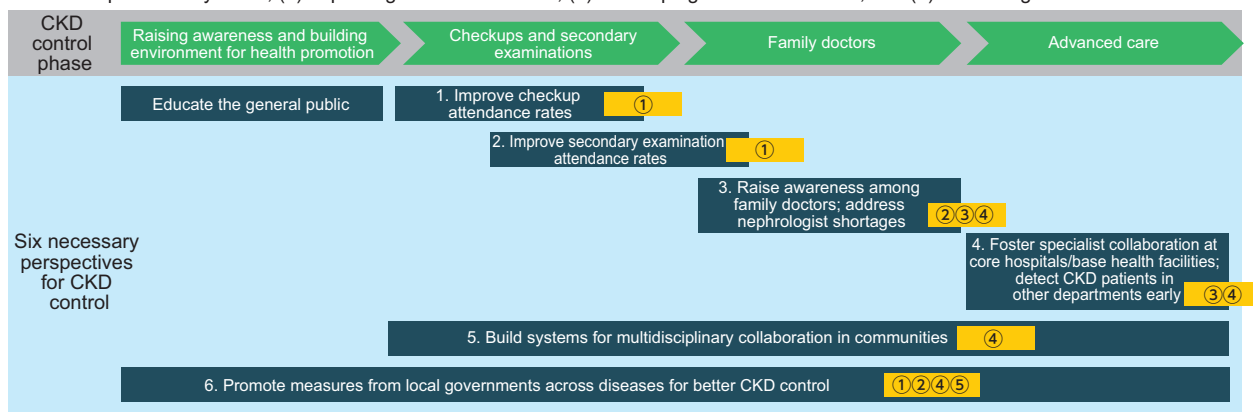 CKD
control
phase
Raising awareness and building
environment for health promotion
Checkups and secondary
examinations
Family doctors
Advanced care
Six necessary
perspectives
for CKD
control
Educate the general public
1. Improve checkup
attendance rates
①
2. Improve secondary examination
attendance rates
①
3. Raise awareness among
family doctors; address
nephrologist shortages
②③④
4. Foster specialist collaboration at
core hospitals/base health facilities;
detect CKD patients in
other departments early
③④
5. Build systems for multidisciplinary collaboration in communities
④
6. Promote measures from local governments across diseases for better CKD control
①②④⑤